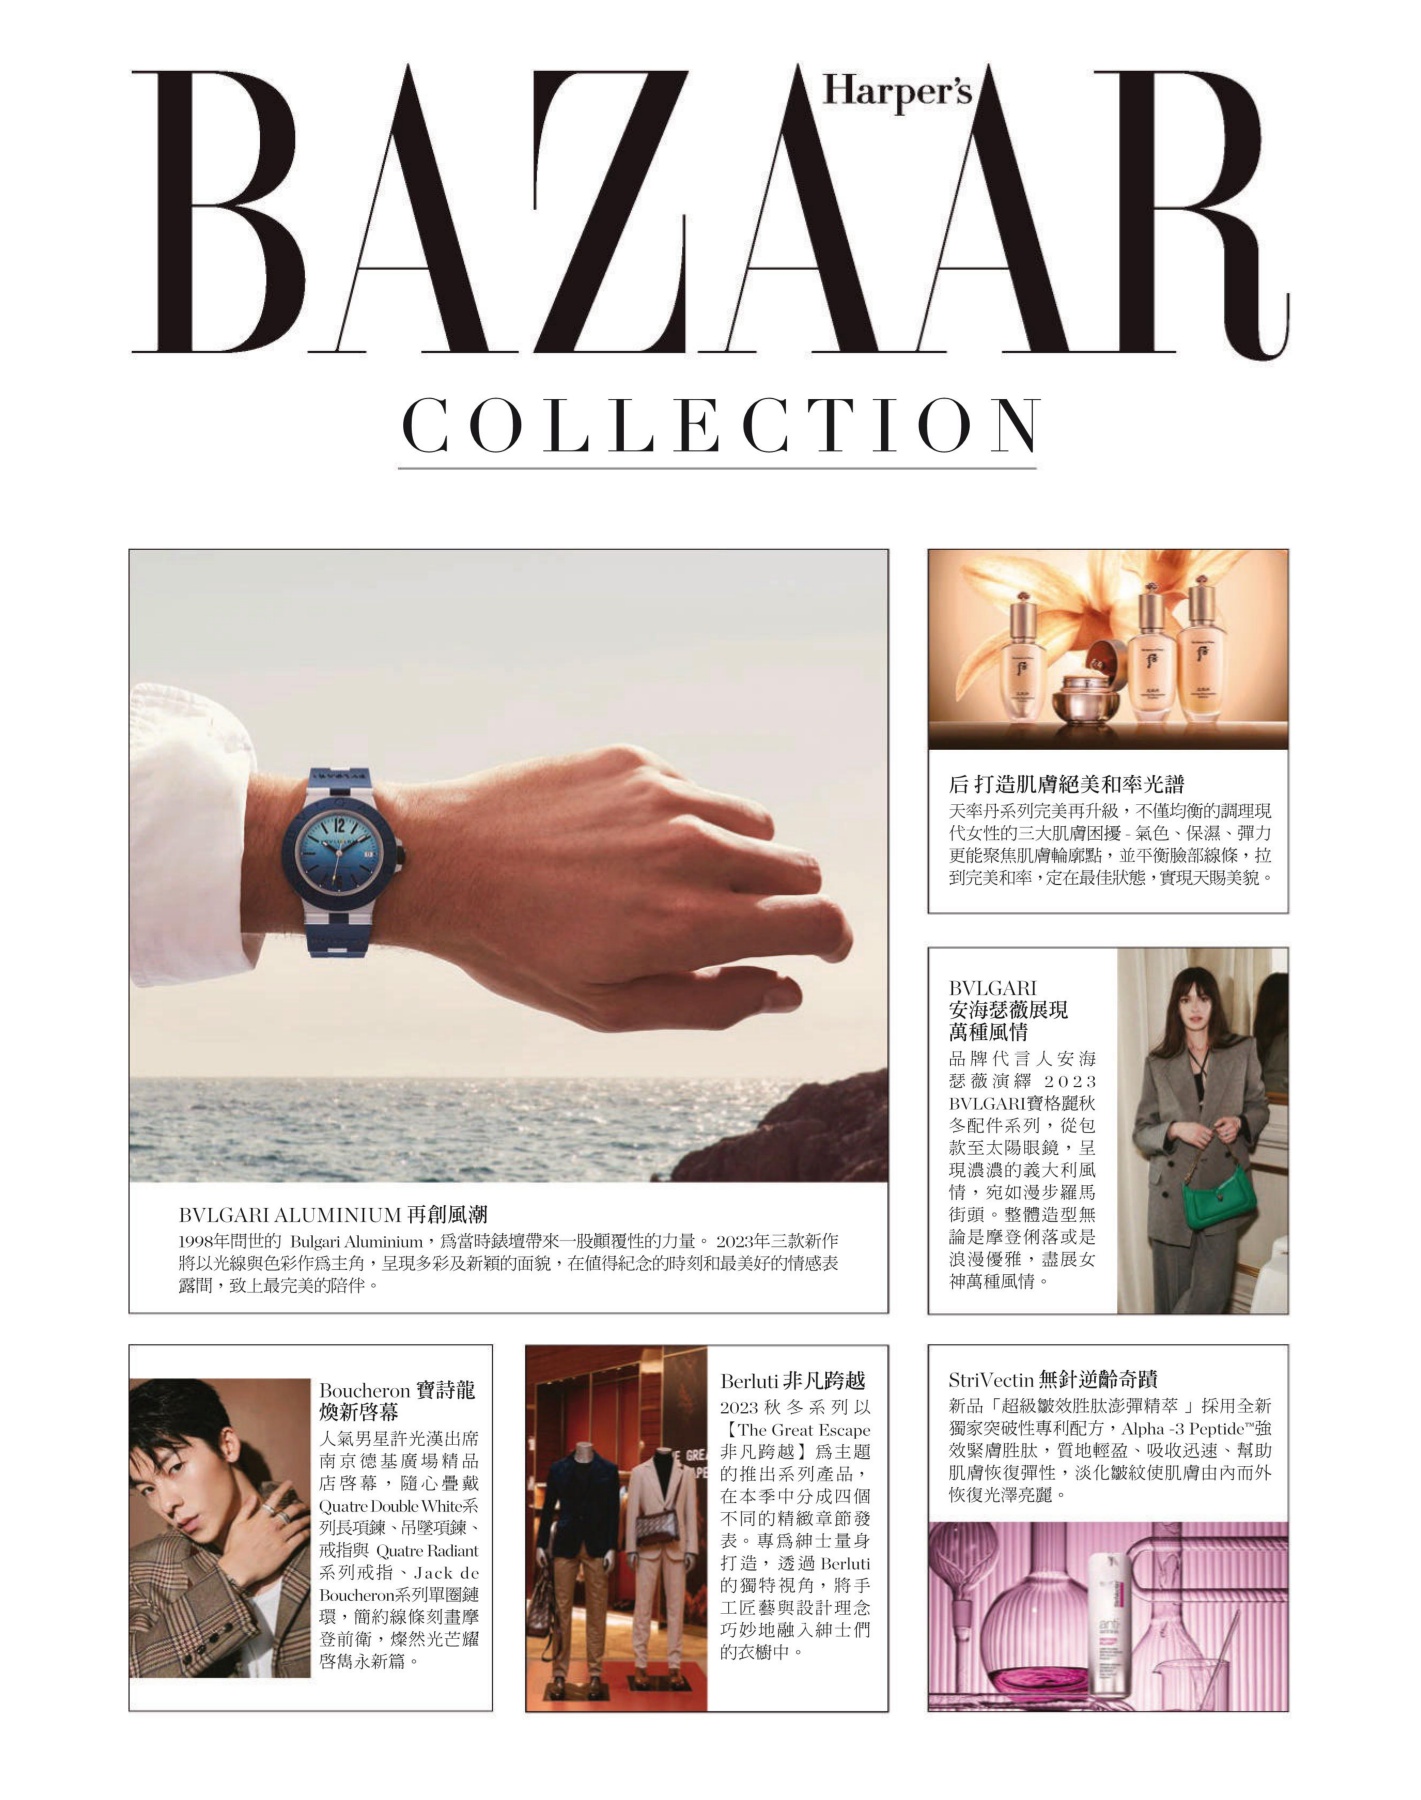 Harper's
BAZAAR
COLLECTION
BVLGARI ALUMINIUM 再創風潮
1998年問世的 Bulgari Aluminium，爲當時錶壇帶來一股顛覆性的力量。2023年三款新作
將以光線與色彩作爲主角，呈現多彩及新穎的面貌，在值得紀念的時刻和最美好的情感表
露間，致上最完美的陪伴。
后 打造肌膚絕美和率光譜
天率丹系列完美再升級，不僅均衡的調理現
代女性的三大肌膚困擾 - 氣色、保濕、彈力
更能聚焦肌膚輪廓點，並平衡臉部線條，拉
到完美和率，定在最佳狀態，實現天賜美貌。
BVLGARI
安海瑟薇展現
萬種風情
品牌代言人安海
瑟薇演繹 2023
BVLGARI寶格麗秋
冬配件系列，從包
款至太陽眼鏡，呈
現濃濃的義大利風
情，宛如漫步羅馬
街頭。整體造型無
論是摩登俐落或是
浪漫優雅，盡展女
神萬種風情。
Boucheron 寶詩龍
煥新啓幕
人氣男星許光漢出席
南京德基廣場精品
店啓幕，隨心疊戴
Quatre Double White系
列長項鍊、吊墜項鍊、
戒指與 Quatre Radiant
系列戒指、Jack de
Boucheron系列單圈鏈
環，簡約線條刻畫摩
登前衛，燦然光芒耀
啓雋永新篇。
Berluti 非凡跨越
2023 秋冬系列以
【The Great Escape
非凡跨越】爲主題
的推出系列產品，
在本季中分成四個
不同的精緻章節發
表。專爲紳士量身
打造，透過 Berluti
的獨特視角，將手
工匠藝與設計理念
巧妙地融入紳士們
的衣櫥中。
StriVectin 無針逆齡奇蹟
新品「超級皺效胜肽澎彈精萃 」採用全新
獨家突破性專利配方，Alpha -3 Peptide™強
效緊膚胜肽，質地輕盈、吸收迅速、幫助
肌膚恢復彈性，淡化皺紋使肌膚由內而外
恢復光澤亮麗。